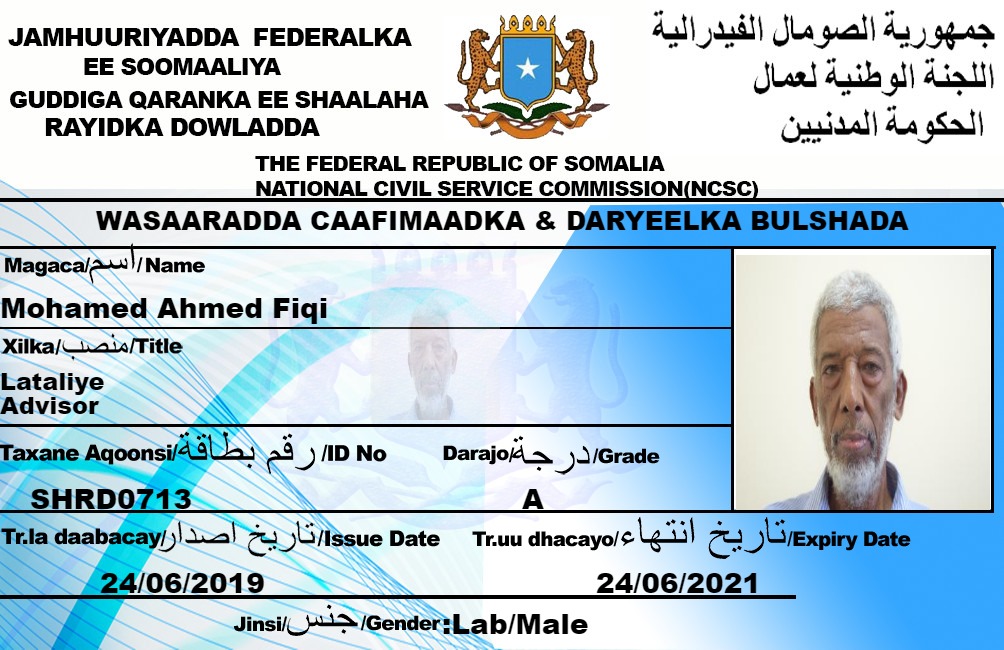 JAMHUURIYADDA FEDERALKA
EE SOOMAALIYA
GUDDIGA QARANKA EE SHAALAHA
RAYIDKA DOWLADDA
جمهورية الصومال الفيدرالية
اللجنة الوطنية لعمال
الحكومة المدنيين
THE FEDERAL REPUBLIC OF SOMALIA
NATIONAL CIVIL SERVICE COMMISSION(NCSC)
WASAARADDA CAAFIMAADKA & DARYEELKA BULSHADA
Magaca/اسم/Name
Mohamed Ahmed Fiqi
Xilka/منصب/Title
Lataliye
Advisor
Taxane Aqoonsi/رقم بطاقة/ID No
Darajo/درجة/Grade
SHRD0713
A
Tr.la daabacay/تاريخ اصدار/Issue Date
Tr.uu dhacayo/تاريخ انتهاء/Expiry Date
24/06/2019
24/06/2021
Jinsi/جنس/Gender:Lab/Male